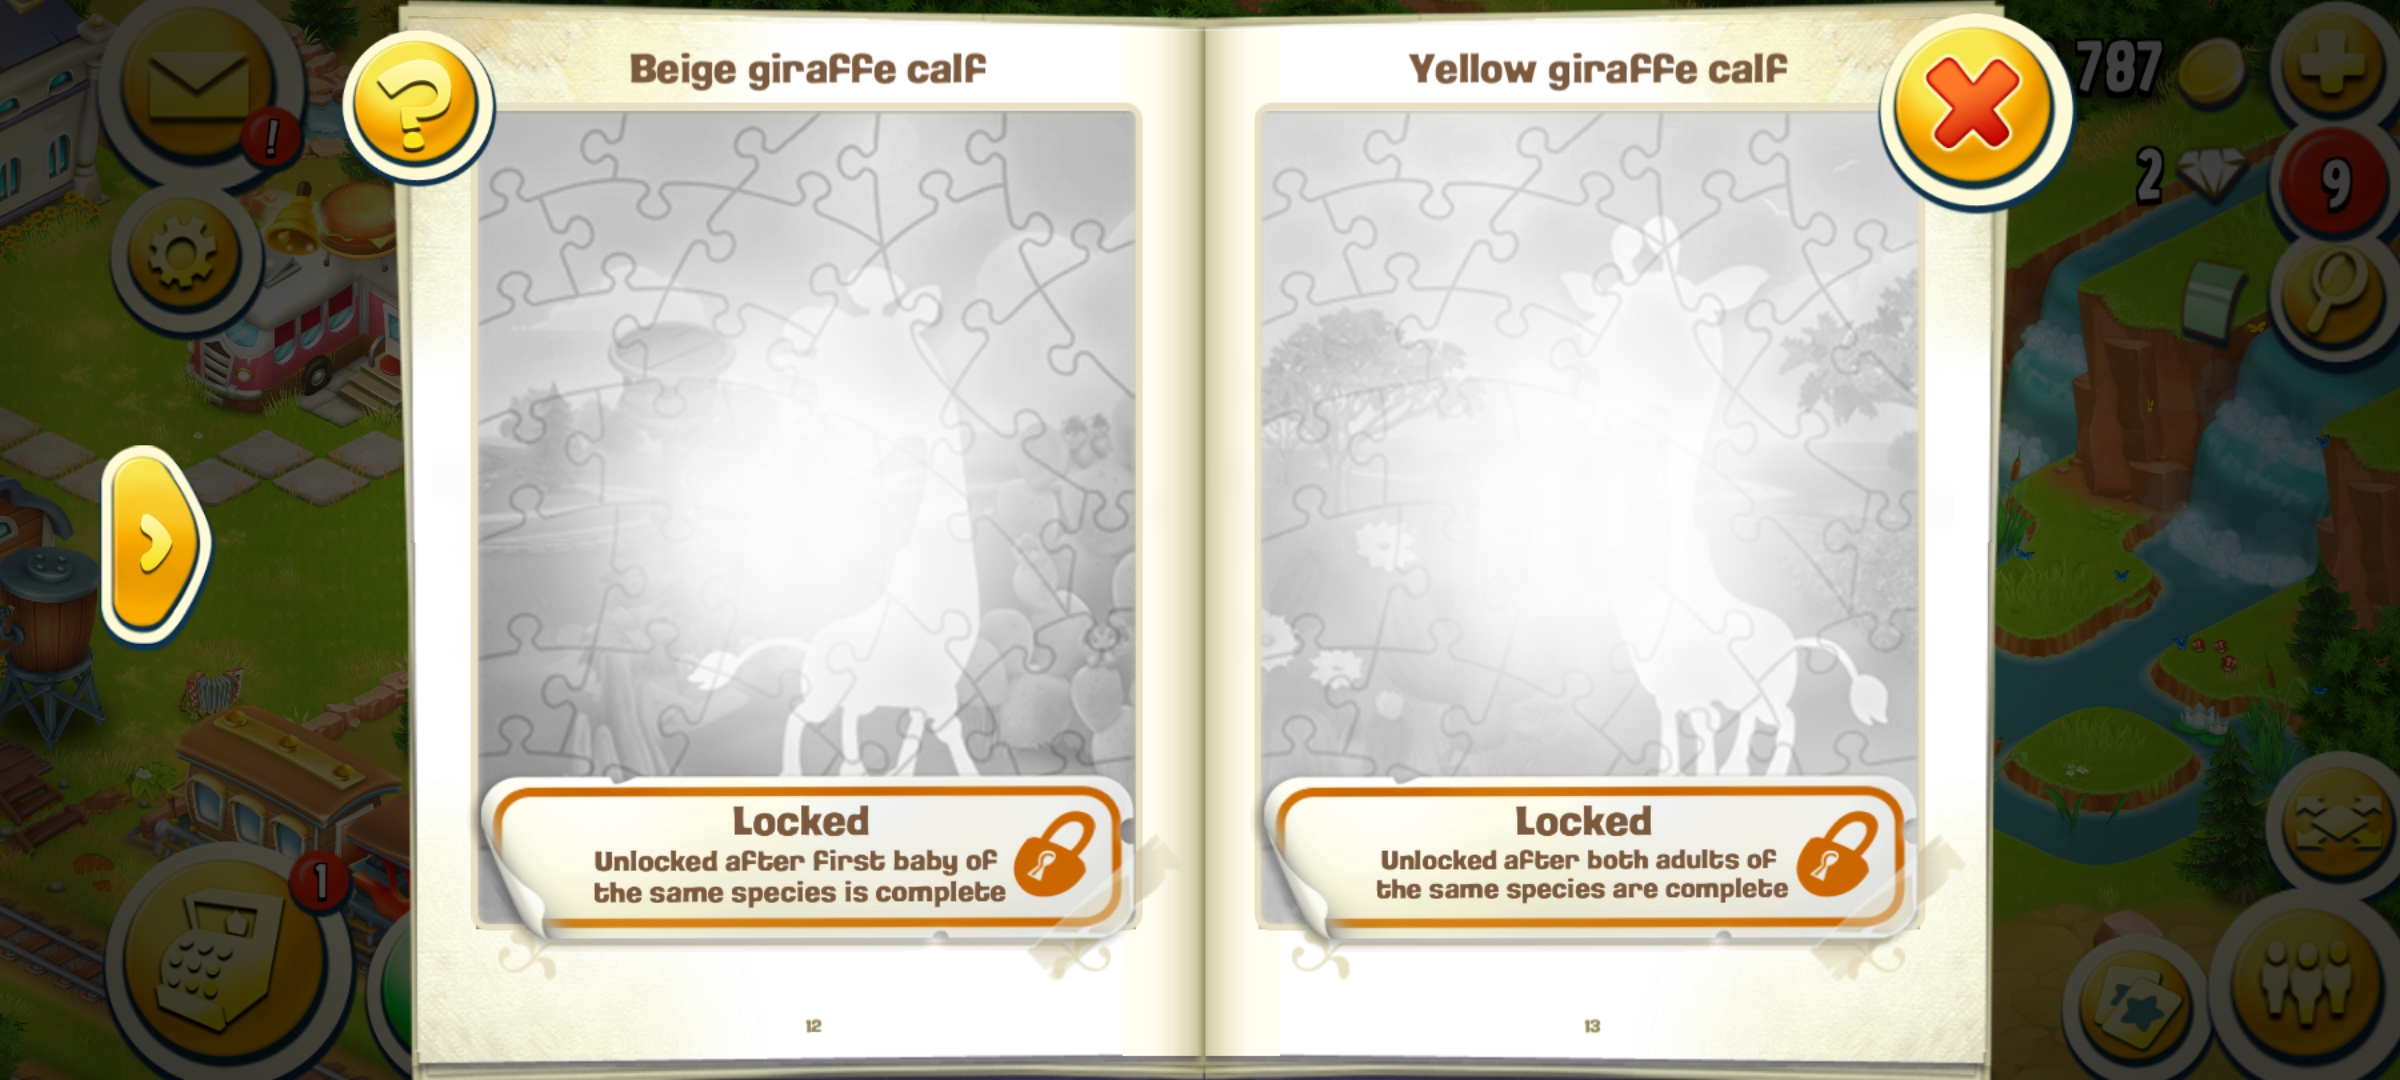 Beige giraffe calf
Yellow giraffe calf
787
2
9
!
Locked
Unlocked after first baby of
the same species is complete
Locked
Unlocked after both adults of
the same species are complete
1
12
13